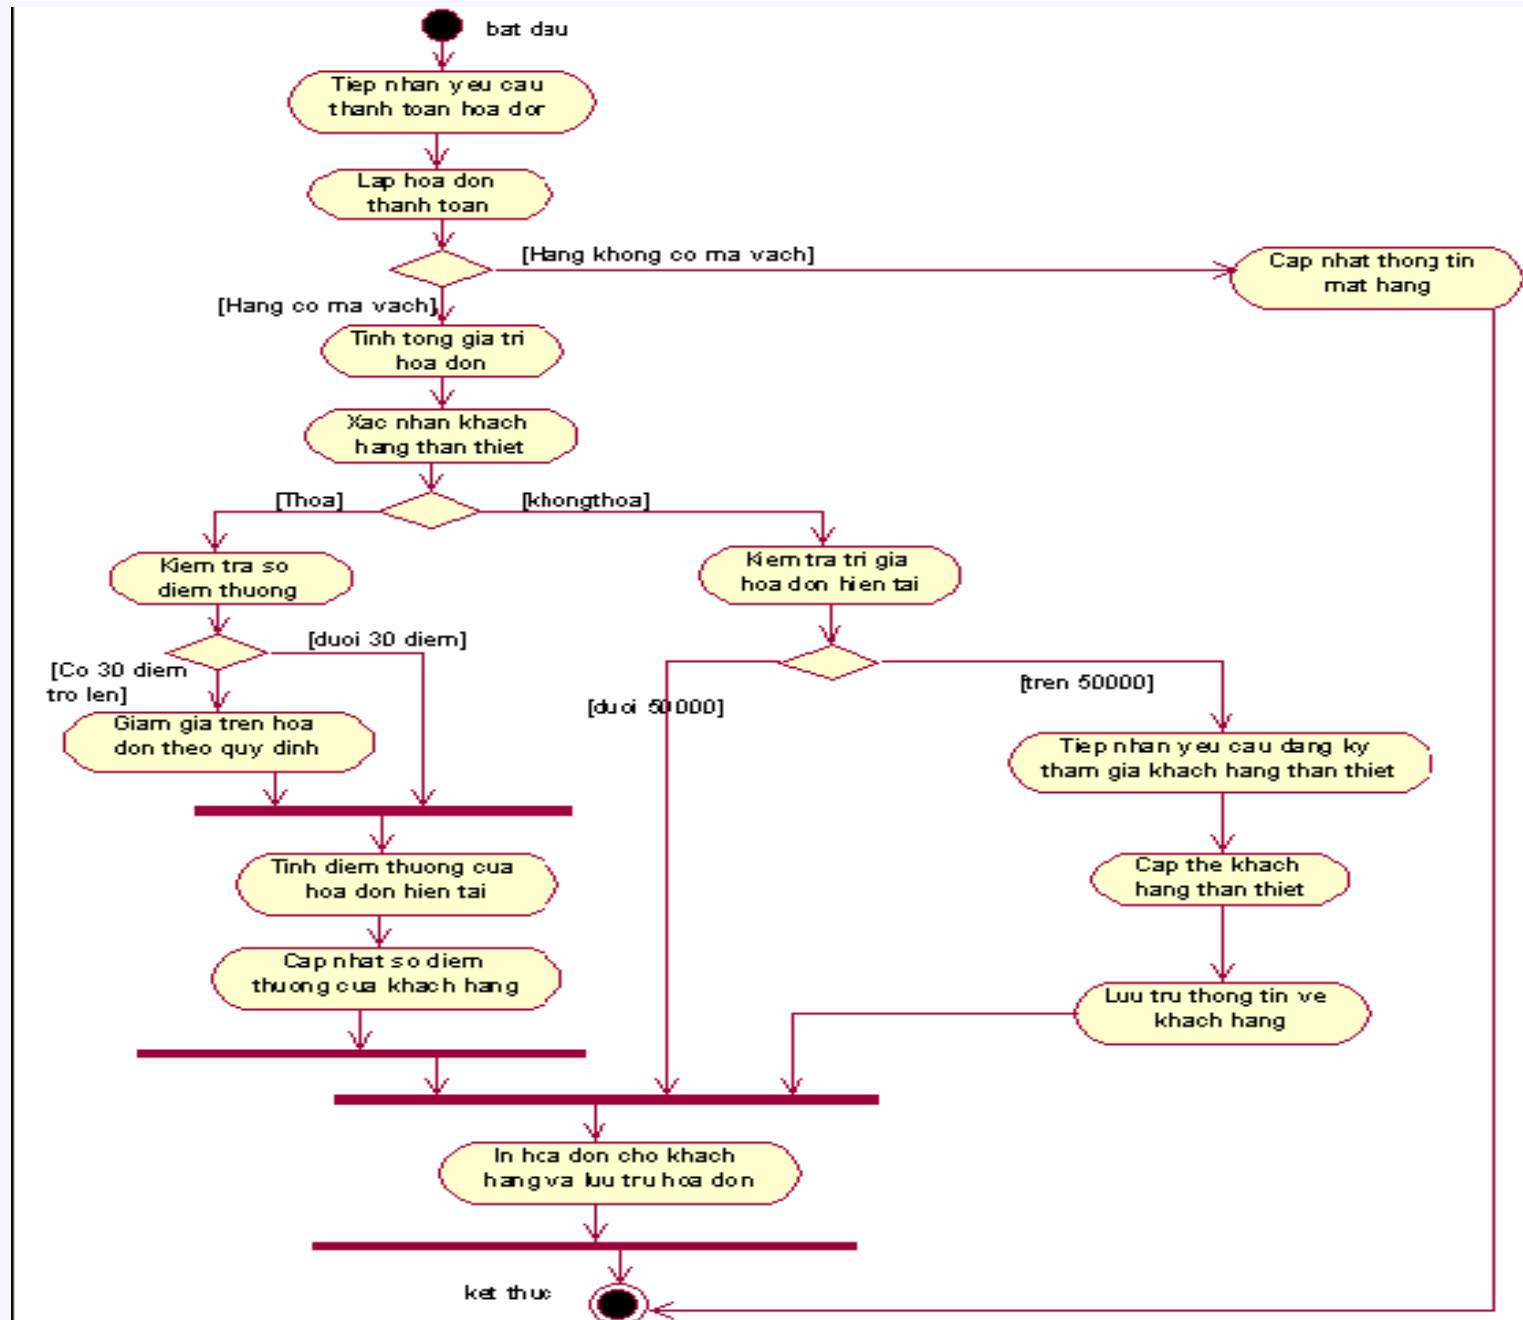 bat dau
Tiep nhan yeu cau
thanh toan hoa don
Lap hoa don
thanh toan
[Hang khong co ma vach]
Cap nhat thong tin
mat hang
[Hang co ma vach]
Tinh tong gia tri
hoa don
Xac nhan khach
hang than thiet
[Thoa]
[khongthoa]
Kiem tra so
diem thuong
Kiem tra tri gia
hoa don hien tai
[duoi 30 diem]
[Co 30 diem
tro len]
[tren 50000]
[duoi 50000]
Giam gia tren hoa
don theo quy dinh
Tiep nhan yeu cau dang ky
tham gia khach hang than thiet
Tinh diem thuong cua
hoa don hien tai
Cap the khach
hang than thiet
Cap nhat so diem
thuong cua khach hang
Luu tru thong tin ve
khach hang
In hoa don cho khach
hang va luu tru hoa don
ket thuc